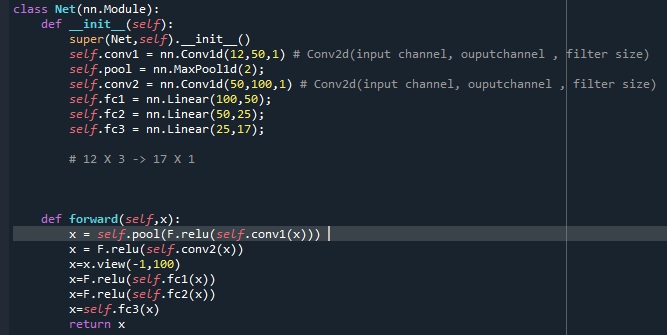 class Net(nn.Module):
    def __init__(self):
        super(Net,self).__init__()
        self.conv1 = nn.Conv1d(12,50,1) # Conv2d(input channel, ouputchannel , filter size)
        self.pool = nn.MaxPool1d(2);
        self.conv2 = nn.Conv1d(50,100,1) # Conv2d(input channel, ouputchannel , filter size)
        self.fc1 = nn.Linear(100,50);
        self.fc2 = nn.Linear(50,25);
        self.fc3 = nn.Linear(25,17);
        # 12 X 3 -> 17 X 1
    def forward(self,x):
        x = self.pool(F.relu(self.conv1(x)))
        x = F.relu(self.conv2(x))
        x=x.view(-1,100)
        x=F.relu(self.fc1(x))
        x=F.relu(self.fc2(x))
        x=self.fc3(x)
        return x